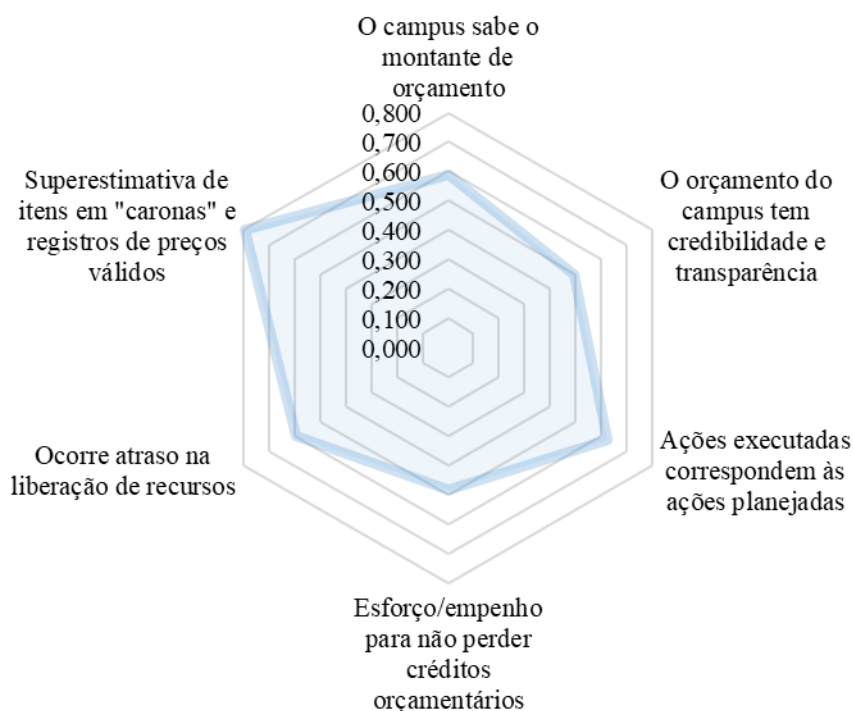 O campus sabe o
montante de
orçamento
0,800
0,700
0,600
0,500
0,400
0,300
0,200
0,100
0,000
O orçamento do
campus tem
credibilidade e
transparência
Ações executadas
correspondem às
ações planejadas
Esforço/empenho
para não perder
créditos
orçamentários
Ocorre atraso na
liberação de recursos
Superestimativa de
itens em "caronas" e
registros de preços
válidos